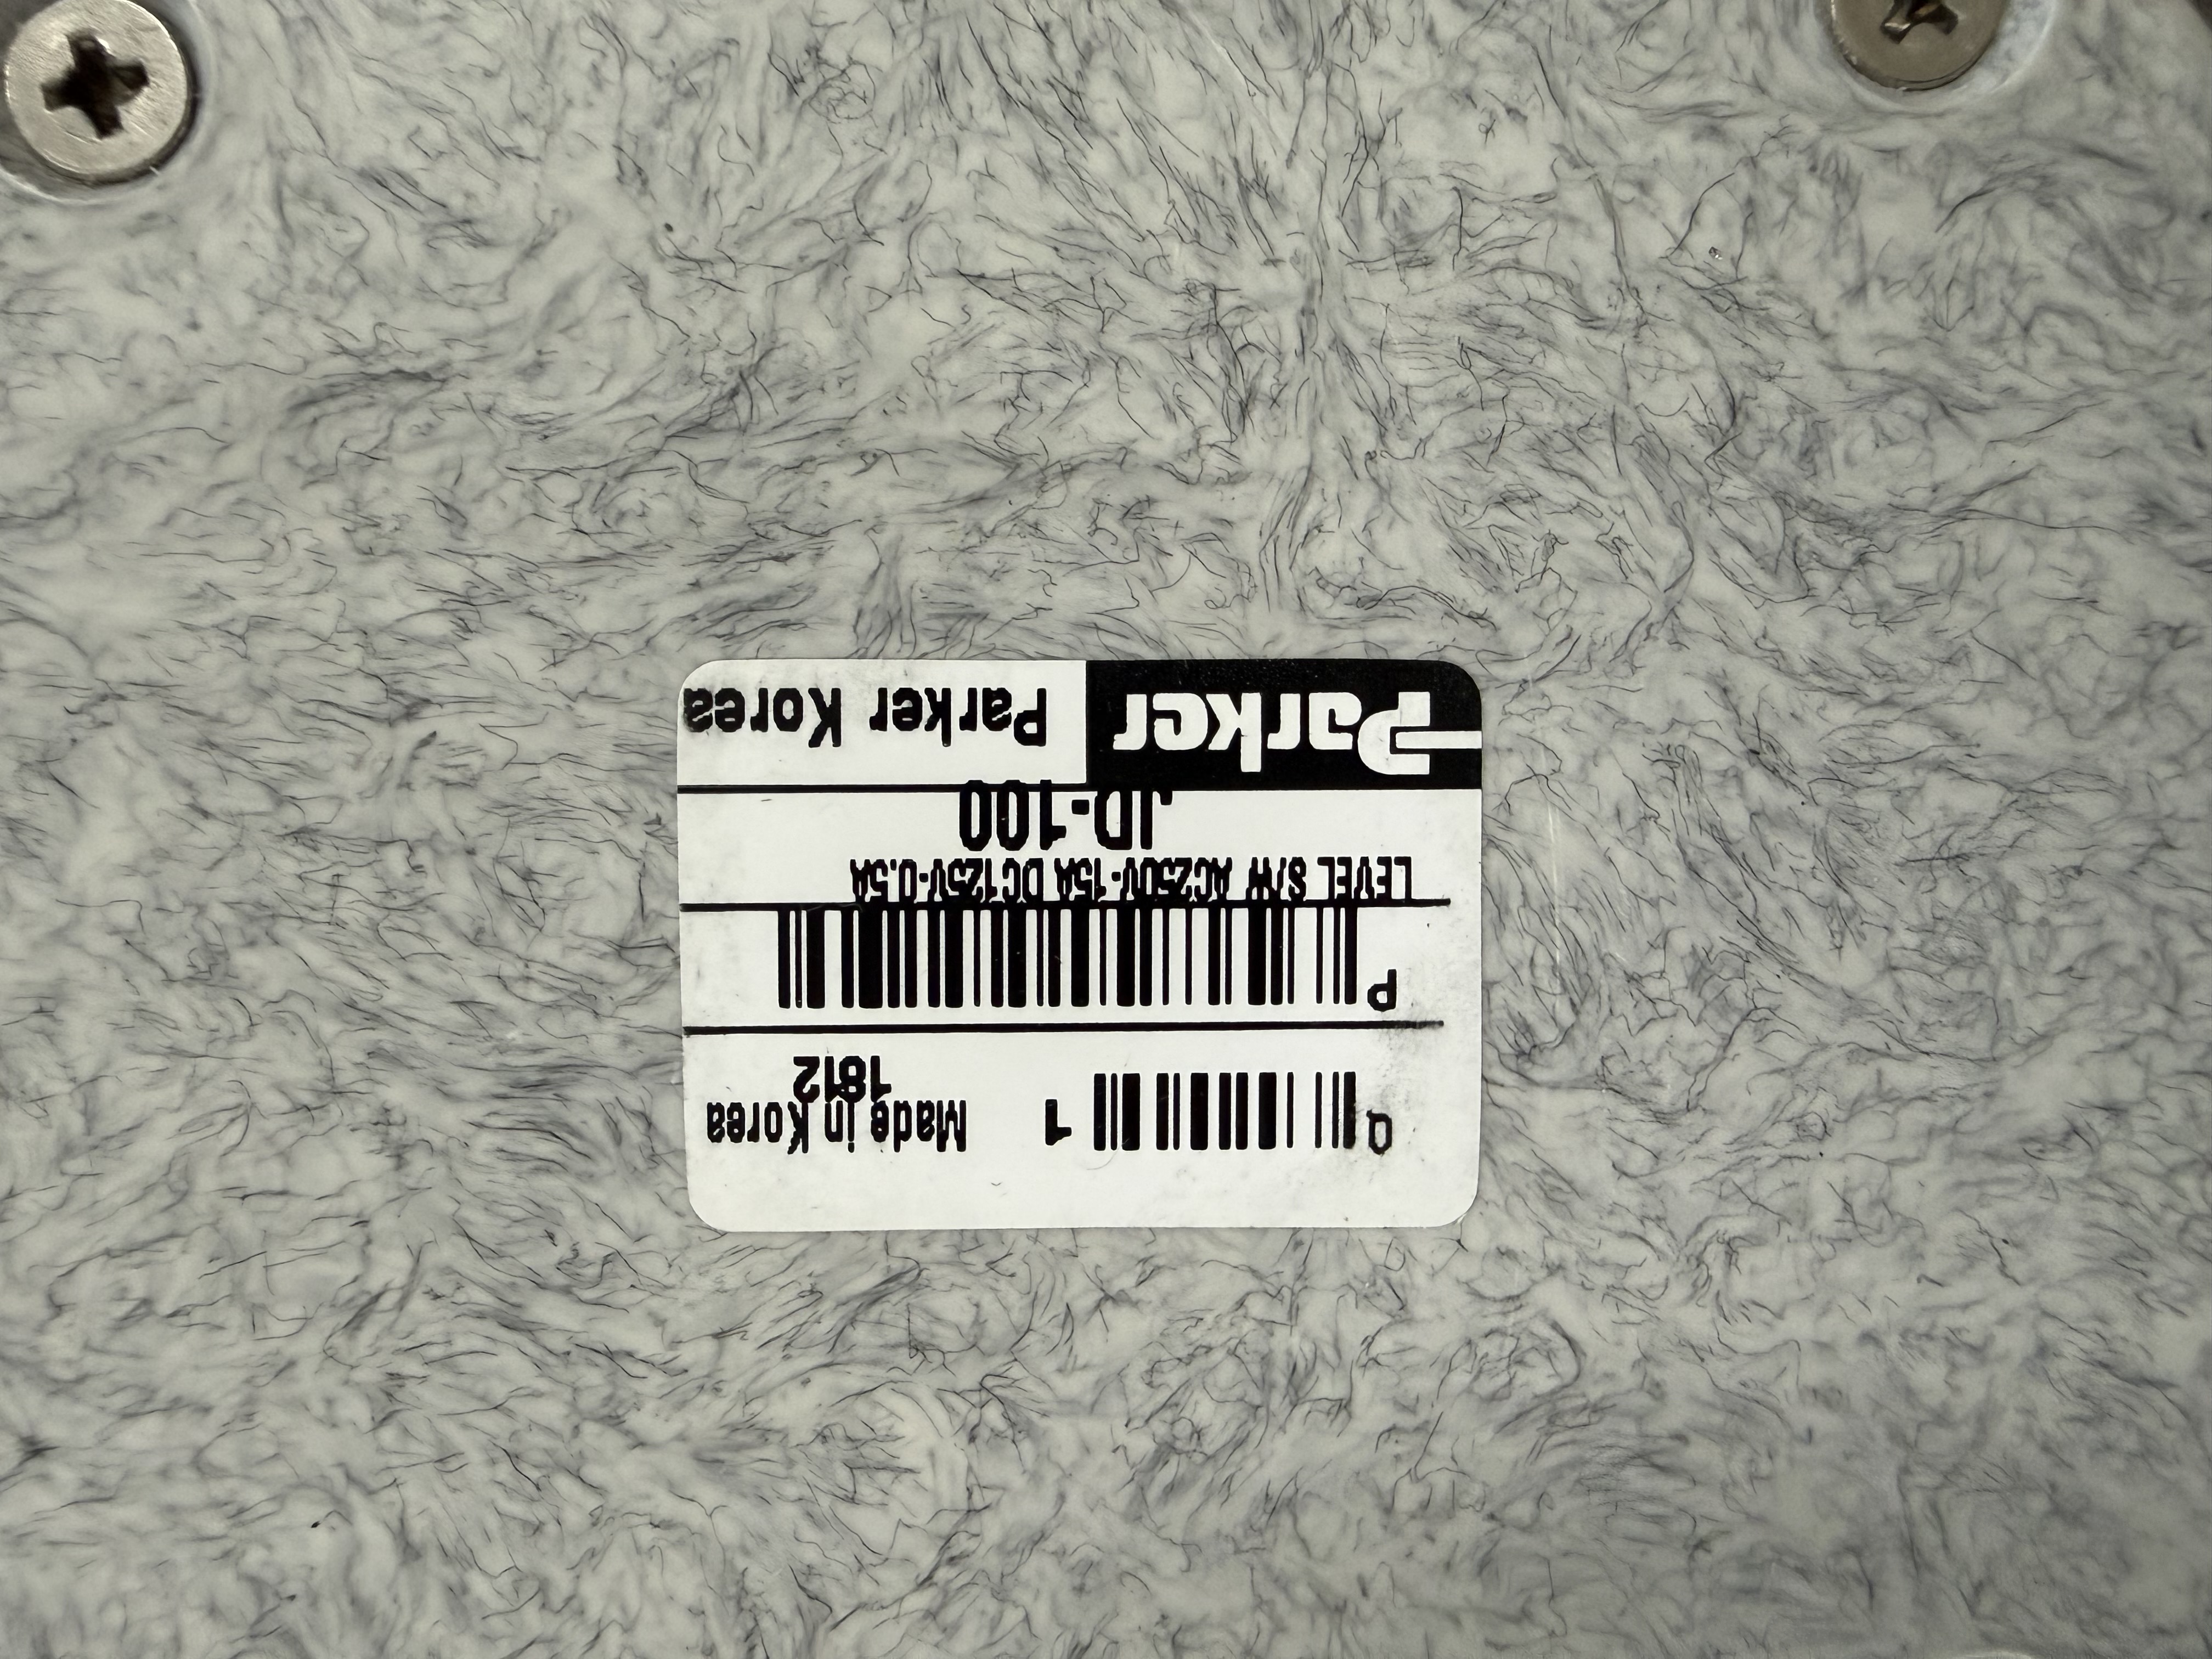 Q 1 Made in Korea
1812
P
LEVEL S/W AC250V-15A DC125V-0.5A
JD-100
Parker Parker Korea